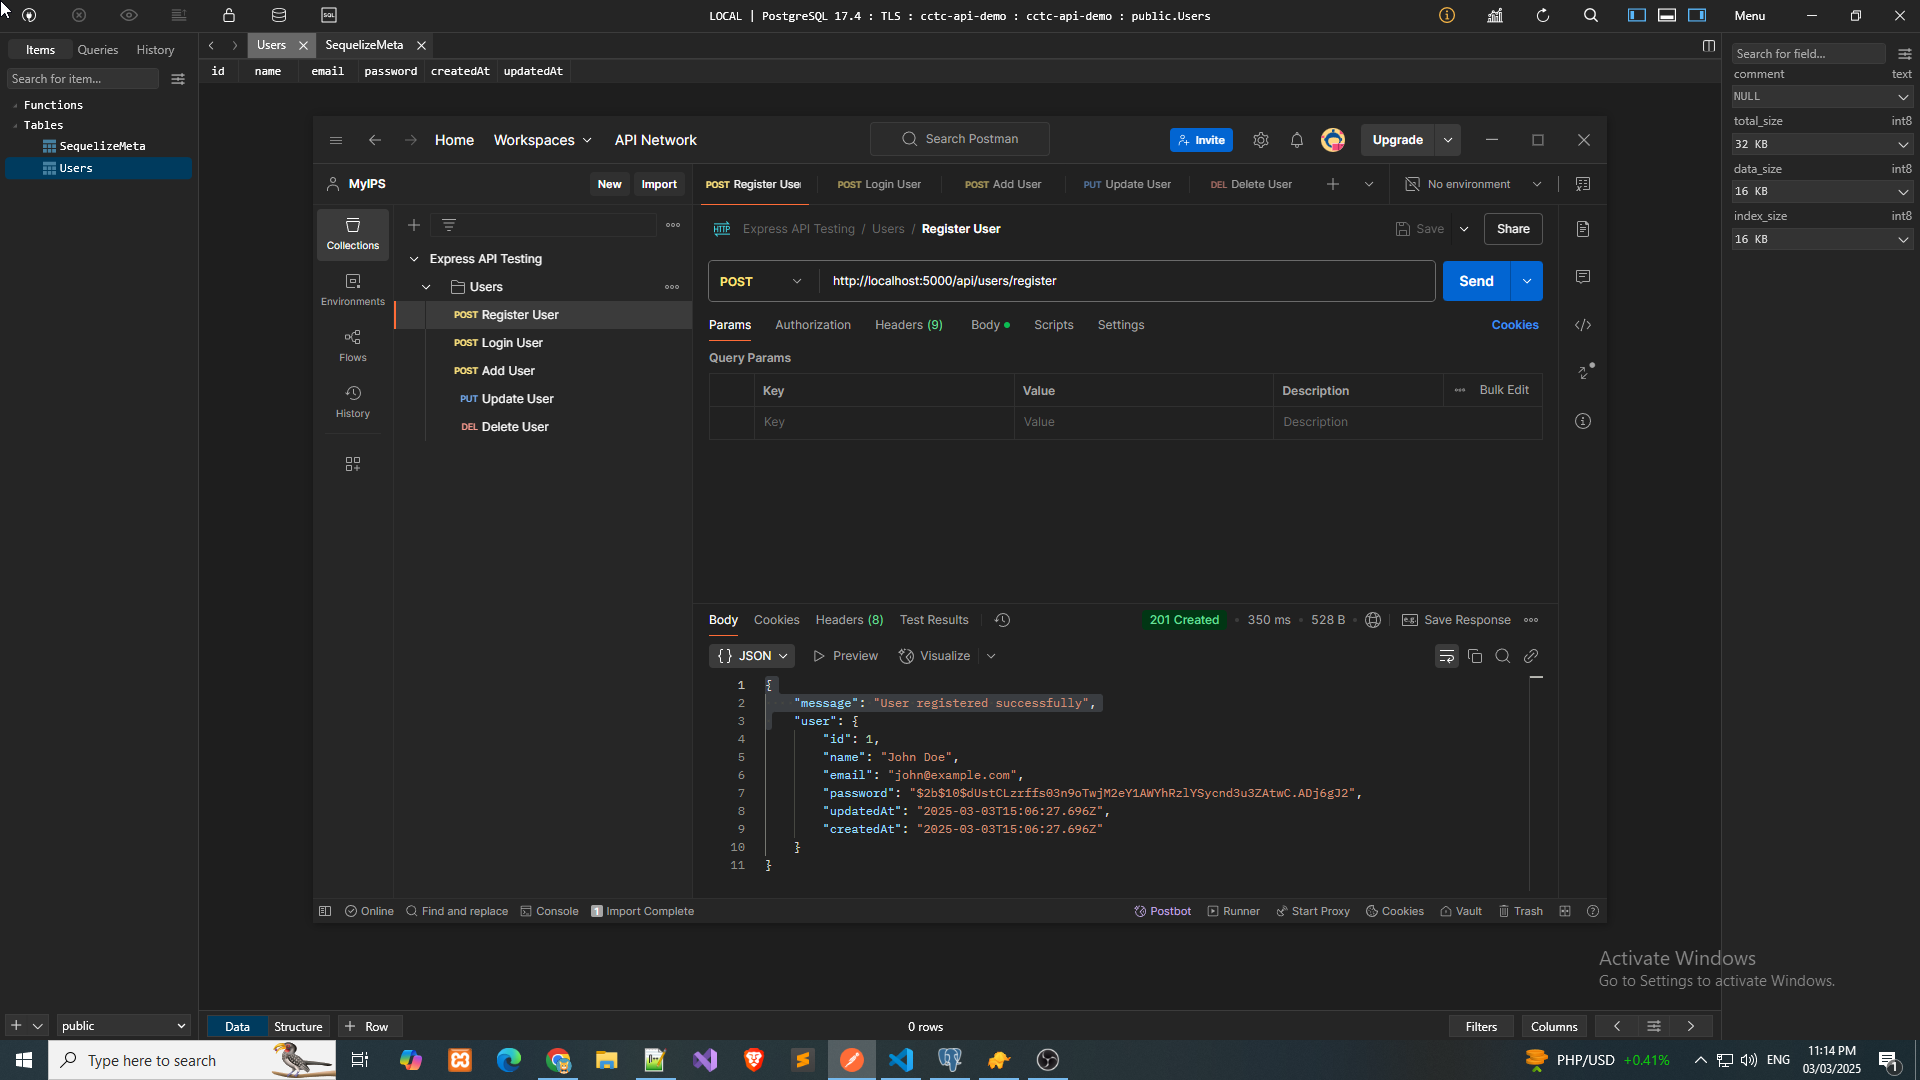 SQL
LOCAL | PostgreSQL 17.4 : TLS : cctc-api-demo : cctc-api-demo : public.Users
Menu
Items Queries History
Users SequelizeMeta
Search for field...
Search for item...
id name email password createdAt updatedAt
comment text
NULL
Functions
Tables
SequelizeMeta
Users
total_size int8
32 KB
data_size int8
16 KB
index_size int8
16 KB
Home Workspaces API Network
Search Postman
Invite
Upgrade
MyIPS
New Import
POST Register Use
POST Login User
POST Add User
PUT Update User
DEL Delete User
No environment
Collections
Environments
Flows
History
Express API Testing
Users
POST Register User
POST Login User
POST Add User
PUT Update User
DEL Delete User
HTTP Express API Testing / Users / Register User
Save
Share
POST http://localhost:5000/api/users/register
Send
Params Authorization Headers (9) Body Scripts Settings
Cookies
Query Params
Key Value Description Bulk Edit
Key Value Description
Body Cookies Headers (8) Test Results
201 Created 350 ms 528 B
e.g. Save Response
{} JSON Preview Visualize
1 {
2 "message": "User registered successfully",
3 "user": {
4 "id": 1,
5 "name": "John Doe",
6 "email": "john@example.com",
7 "password": "$2b$10$dUstCLzrffs03n9oTwjM2eY1AWYhRzlYSycnd3u3ZAtwC.ADj6gJ2",
8 "updatedAt": "2025-03-03T15:06:27.696Z",
9 "createdAt": "2025-03-03T15:06:27.696Z"
10 }
11 }
Online Find and replace Console 1 Import Complete
Postbot Runner Start Proxy Cookies Vault Trash
Activate Windows
Go to Settings to activate Windows.
public
Data Structure + Row
0 rows
Filters Columns
Type here to search
PHP/USD +0.41%
ENG
11:14 PM
03/03/2025
1